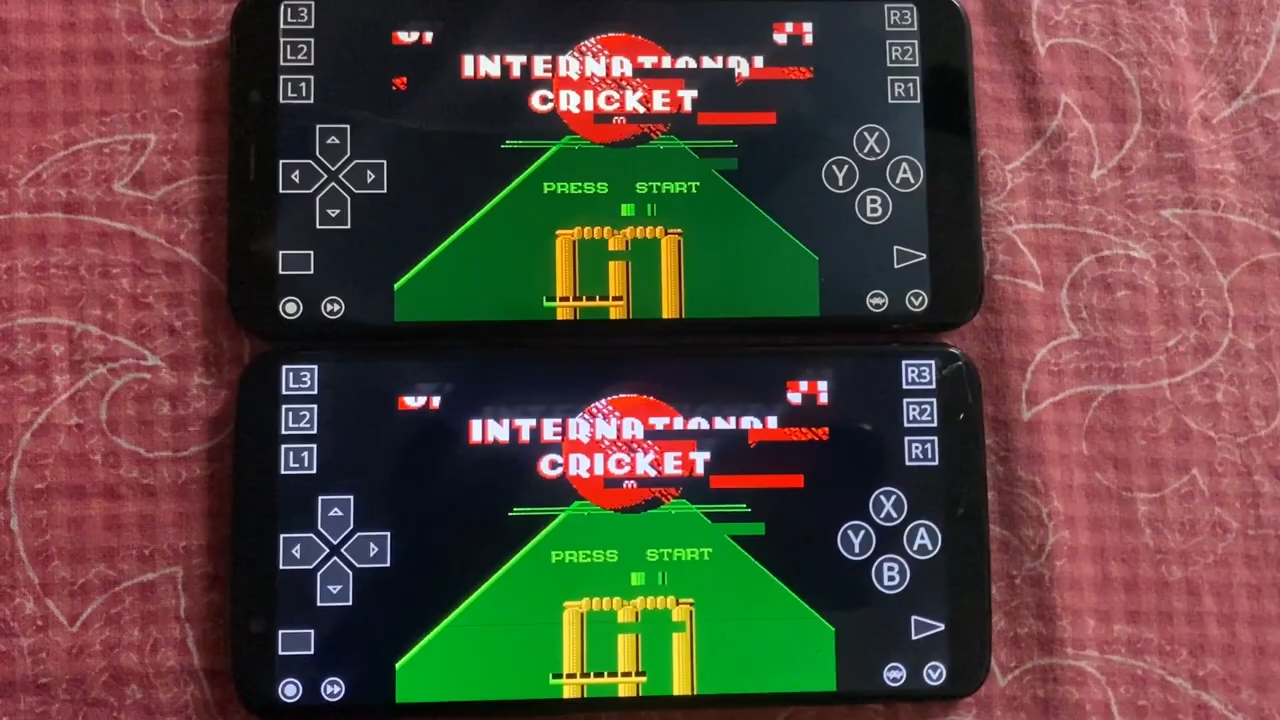 L3
R3
L2
R2
INTERNATIONAL
L1
R1
CRICKET
X
Y
A
PRESS START
B
L3
R3
L2
R2
INTERNATIONAL
L1
R1
CRICKET
X
Y
A
PRESS START
B